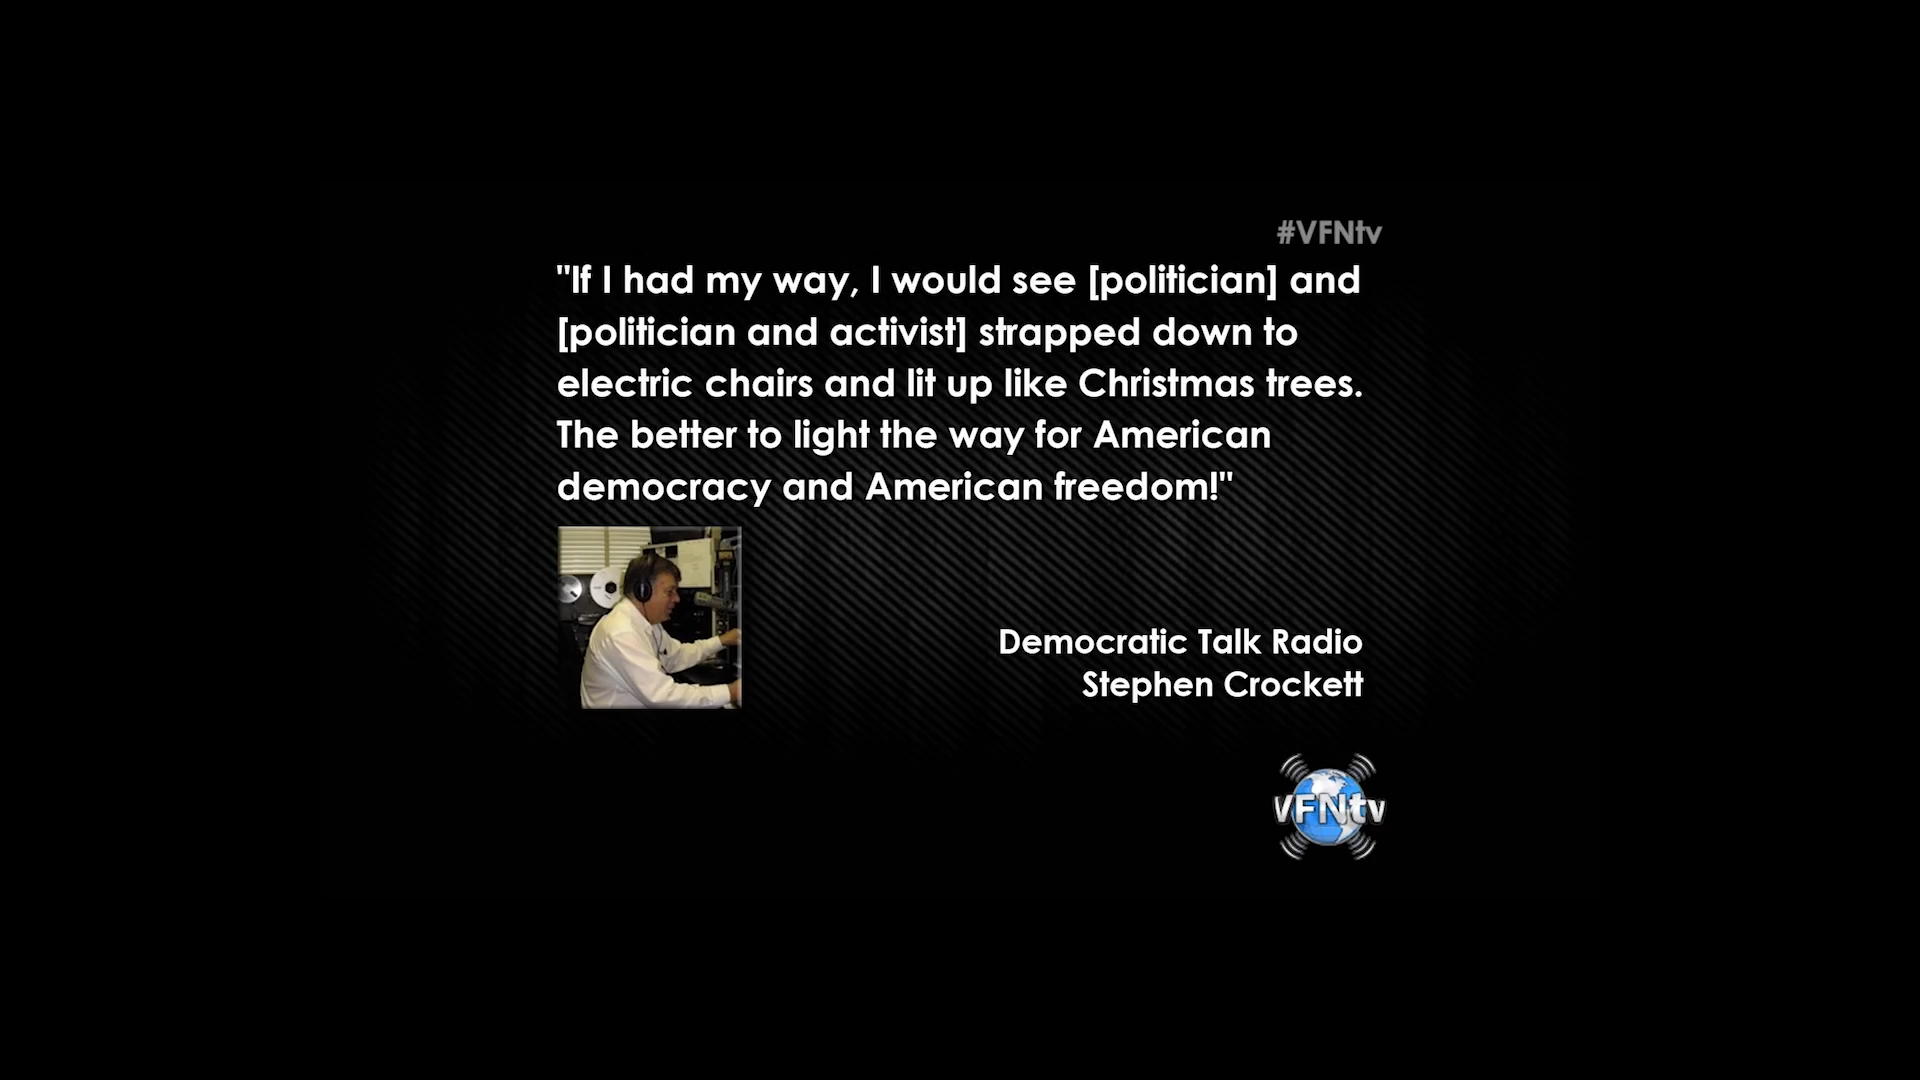 #VFNtv
"If I had my way, I would see [politician] and
[politician and activist] strapped down to
electric chairs and lit up like Christmas trees.
The better to light the way for American
democracy and American freedom!"
Democratic Talk Radio
Stephen Crockett
VFNtv